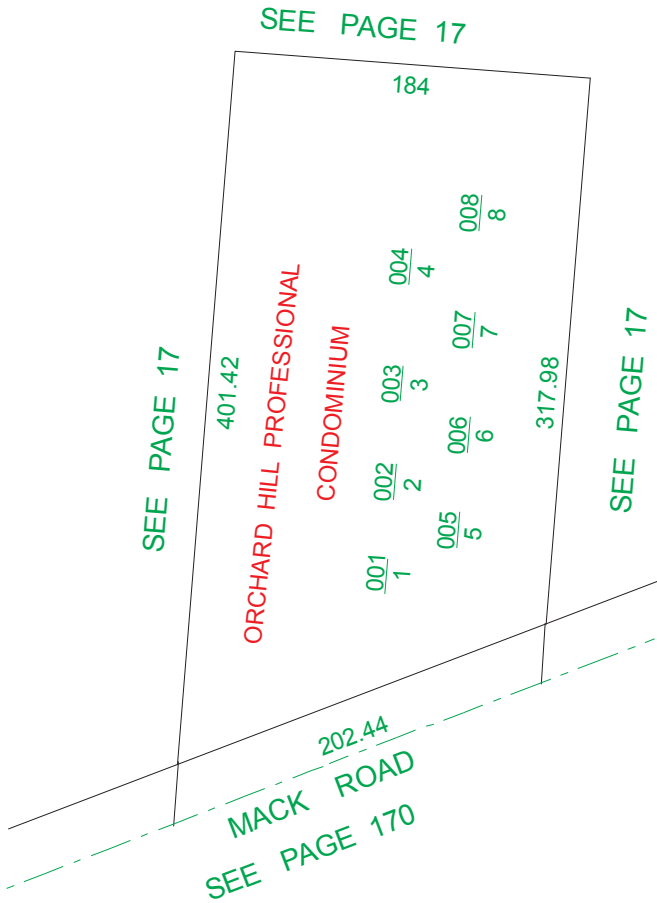 SEE PAGE 17
184
008
8
004
4
007
7
003
3
006
6
002
2
005
5
001
1
ORCHARD HILL PROFESSIONAL
CONDOMINIUM
SEE PAGE 17
401.42
317.98
SEE PAGE 17
202.44
MACK ROAD
SEE PAGE 170